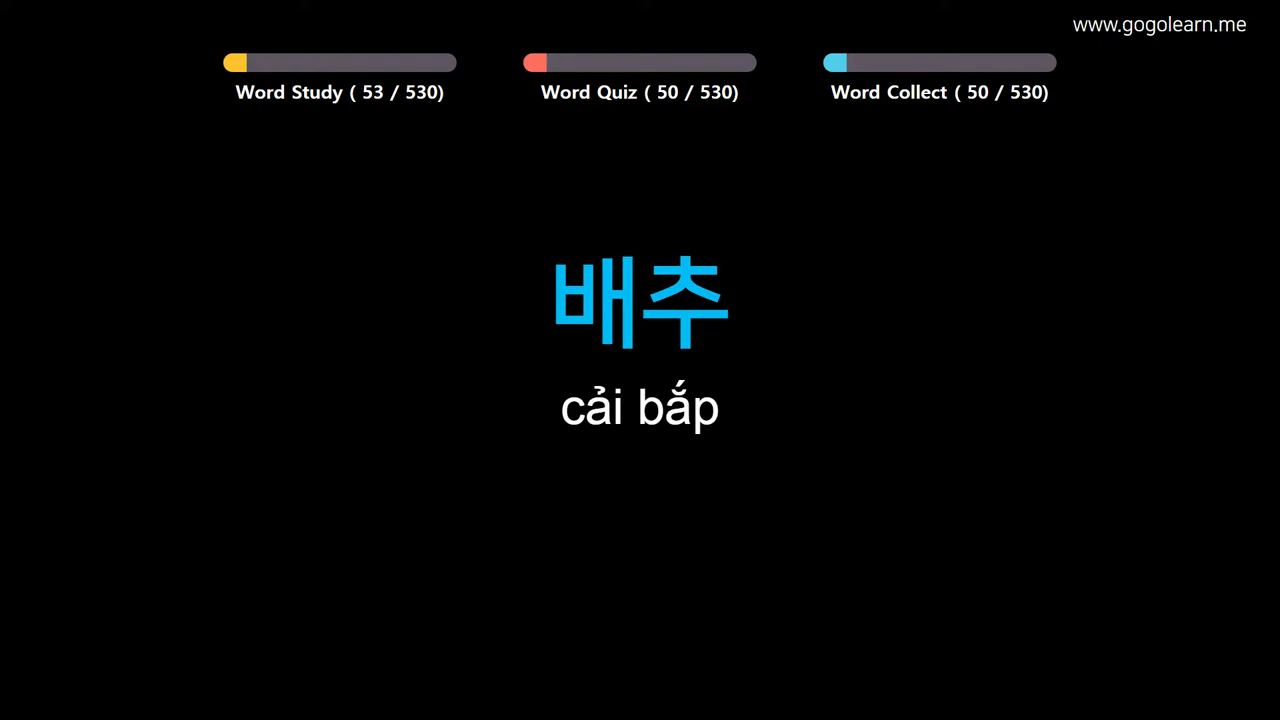 www.gogolearn.me
Word Study ( 53 / 530)
Word Quiz ( 50 / 530)
Word Collect ( 50 / 530)
배추
cải bắp